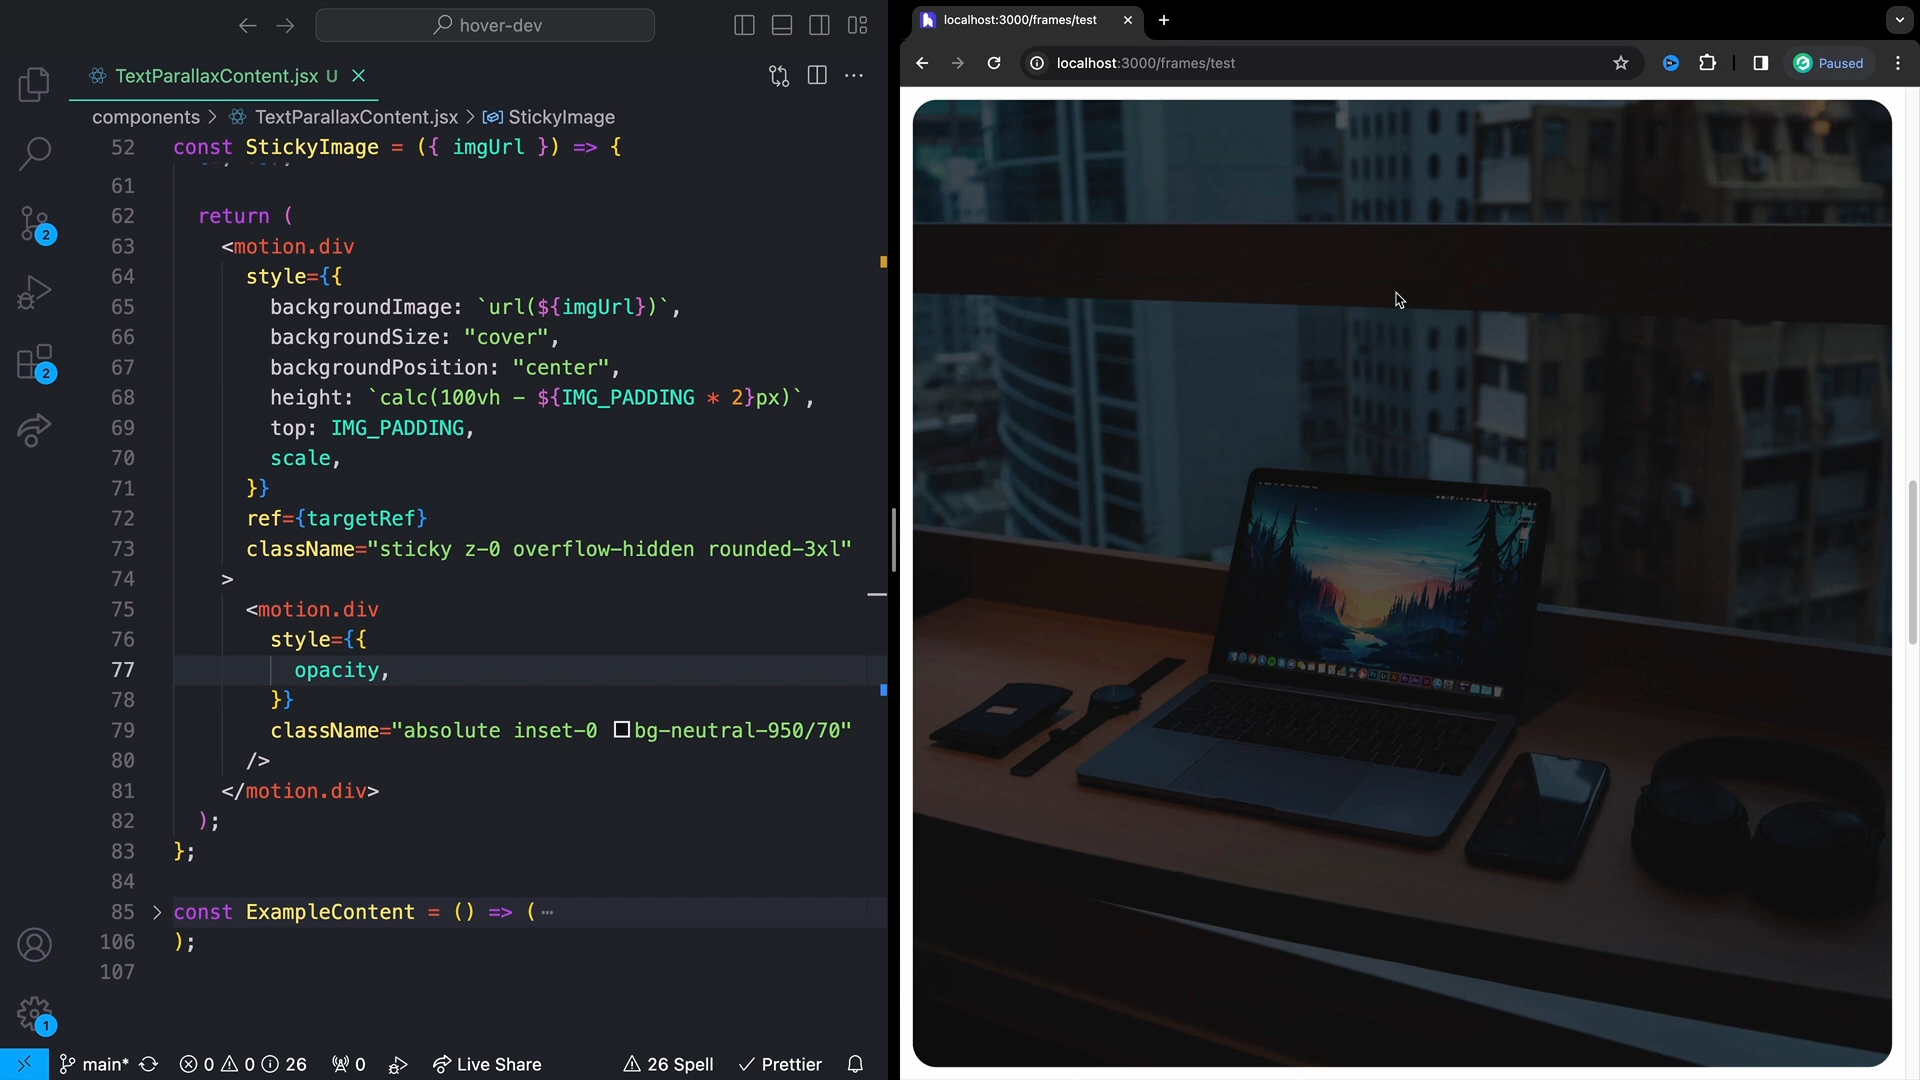 hover-dev
TextParallaxContent.jsx U
components > TextParallaxContent.jsx > StickyImage
52 const StickyImage = ({ imgUrl }) => {
61
62 return (
63 <motion.div
64 style={{
65 backgroundImage: `url(${imgUrl})`,
66 backgroundSize: "cover",
67 backgroundPosition: "center",
68 height: `calc(100vh - ${IMG_PADDING * 2}px)`,
69 top: IMG_PADDING,
70 scale,
71 }}
72 ref={targetRef}
73 className="sticky z-0 overflow-hidden rounded-3xl"
74 >
75 <motion.div
76 style={{
77 opacity,
78 }}
79 className="absolute inset-0 bg-neutral-950/70"
80 />
81 </motion.div>
82 );
83 };
84
85 const ExampleContent = () => (
106 );
107
2
2
1
main* 0 0 26 0 Live Share 26 Spell Prettier
localhost:3000/frames/test
localhost:3000/frames/test
Paused